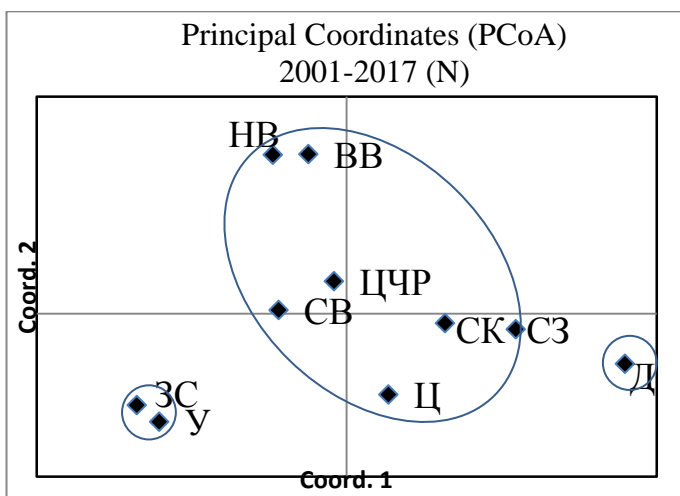 Principal Coordinates (PCoA)
2001-2017 (N)
НВ
ВВ
ЦЧР
СВ
СК
СЗ
Д
Ц
ЗС
У
Coord. 2
Coord. 1